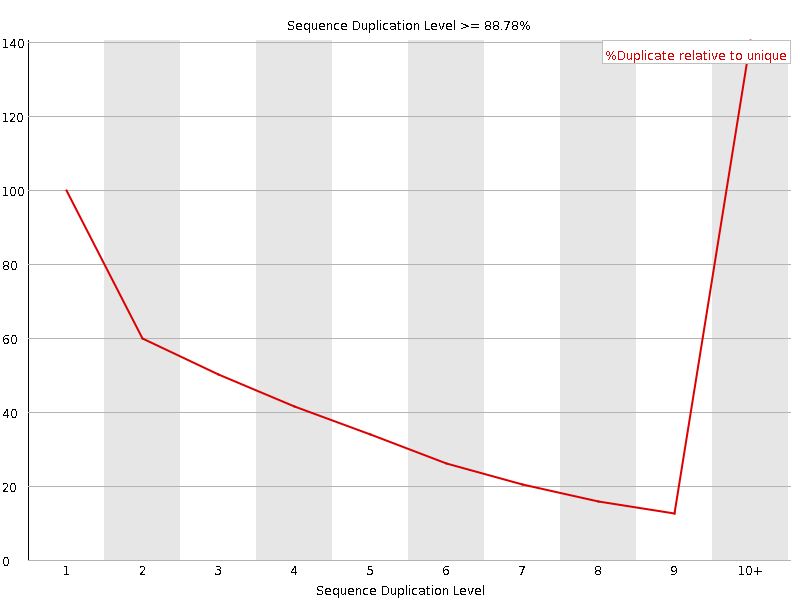 Sequence Duplication Level >= 88.78%
%Duplicate relative to unique
140
120
100
80
60
40
20
0
1 2 3 4 5 6 7 8 9 10+
Sequence Duplication Level